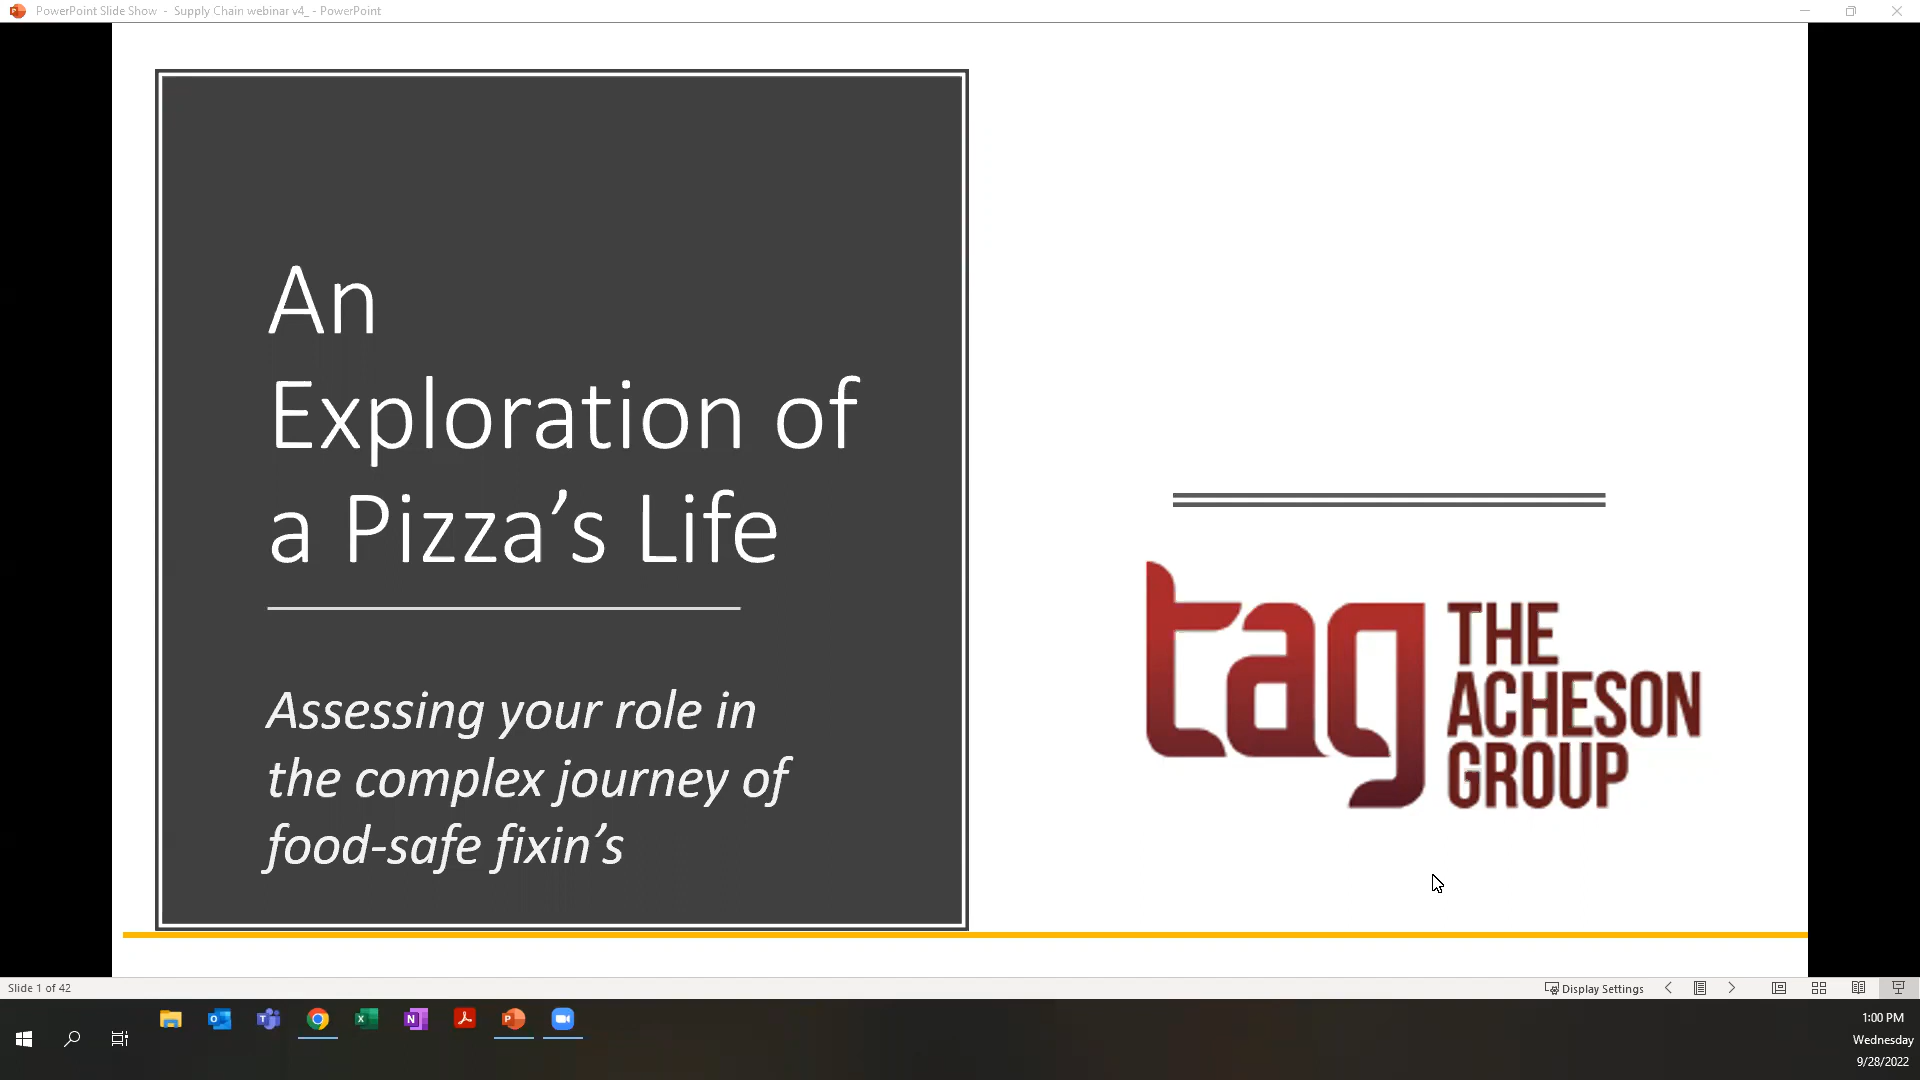 PowerPoint Slide Show - Supply Chain webinar v4_ - PowerPoint
An
Exploration of
a Pizza’s Life
Assessing your role in
the complex journey of
food-safe fixin’s
tag
THE
ACHESON
GROUP
Slide 1 of 42
Display Settings
1:00 PM
Wednesday
9/28/2022